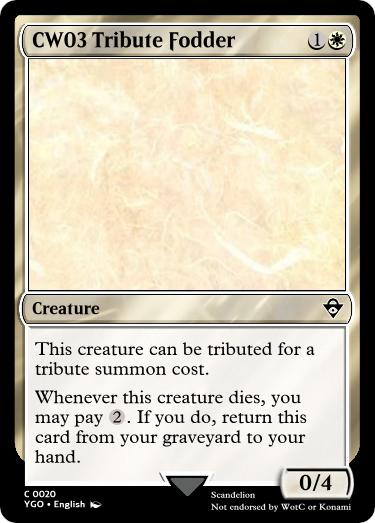 CW03 Tribute Fodder 1
Creature
This creature can be tributed for a
tribute summon cost.
Whenever this creature dies, you
may pay 2. If you do, return this
card from your graveyard to your
hand.
0/4
C 0020
YGO • English
Scandelion
Not endorsed by WotC or Konami